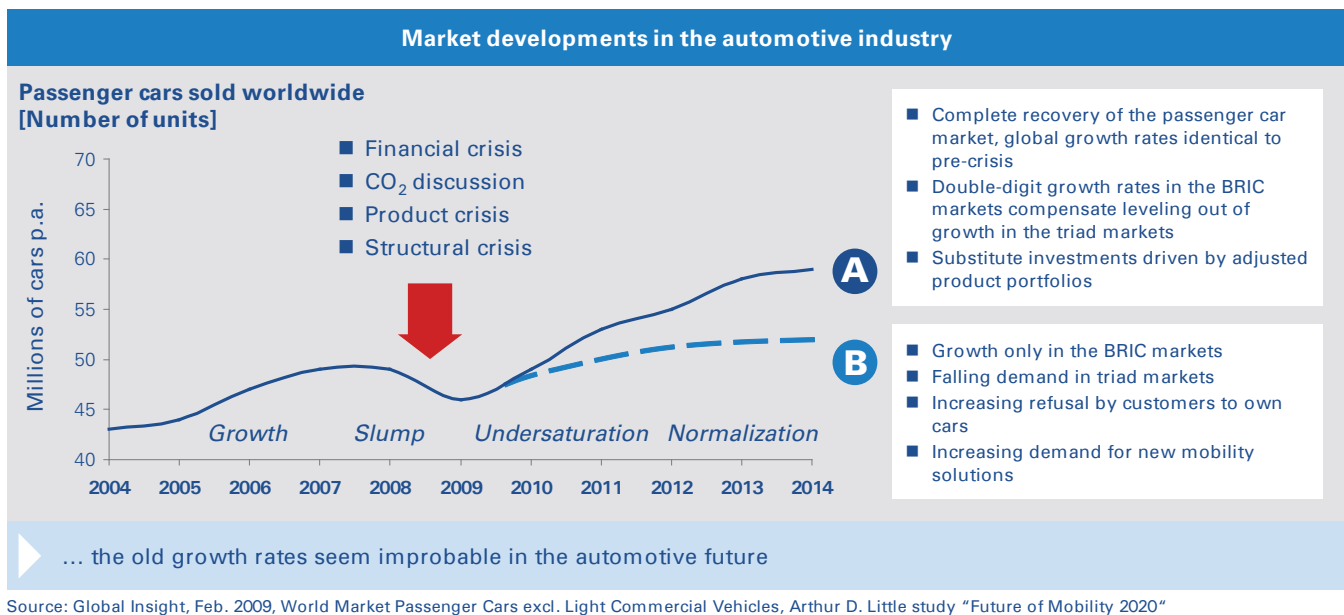 Market developments in the automotive industry
Passenger cars sold worldwide
[Number of units]
■ Financial crisis
■ CO₂ discussion
■ Product crisis
■ Structural crisis
Millions of cars p.a.
70
65
60
55
50
45
40
A
B
Growth
Slump
Undersaturation
Normalization
2004
2005
2006
2007
2008
2009
2010
2011
2012
2013
2014
■ Complete recovery of the passenger car
market, global growth rates identical to
pre-crisis
■ Double-digit growth rates in the BRIC
markets compensate leveling out of
growth in the triad markets
■ Substitute investments driven by adjusted
product portfolios
■ Growth only in the BRIC markets
■ Falling demand in triad markets
■ Increasing refusal by customers to own
cars
■ Increasing demand for new mobility
solutions
… the old growth rates seem improbable in the automotive future
Source: Global Insight, Feb. 2009, World Market Passenger Cars excl. Light Commercial Vehicles, Arthur D. Little study “Future of Mobility 2020“